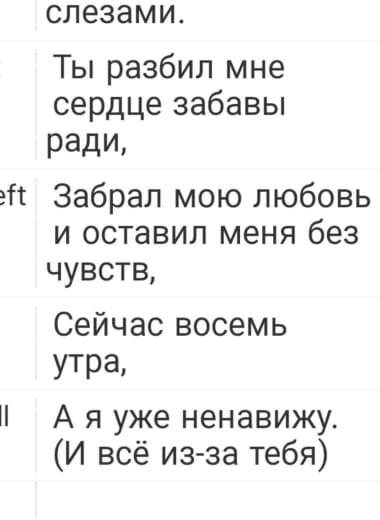 слезами.
Ты разбил мне
сердце забавы
ради,
eft Забрал мою любовь
и оставил меня без
чувств,
Сейчас восемь
утра,
ll А я уже ненавижу.
(И всё из-за тебя)